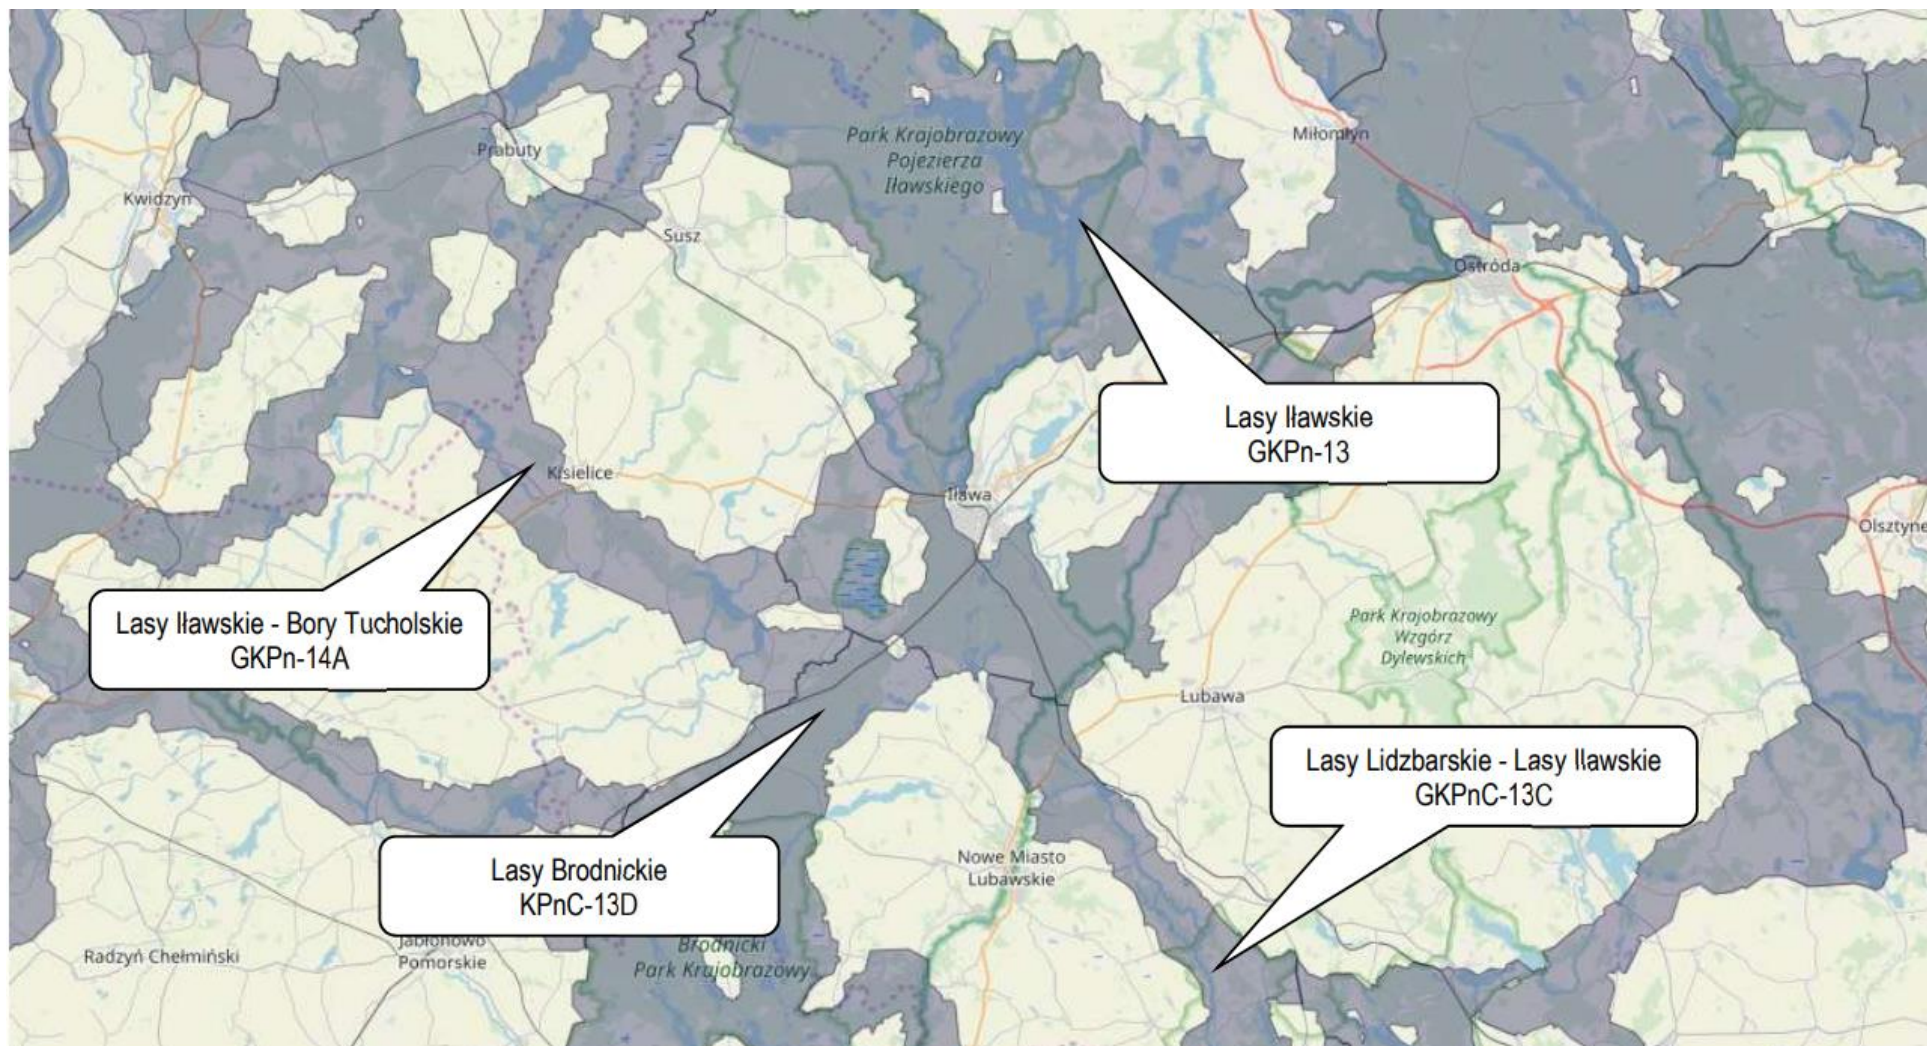 Park Krajobrazowy
Pojezierza
Iławskiego
Miłomłyn
Prabuty
Kwidzyn
Susz
Ostróda
Lasy Iławskie
GKPn-13
Kisielice
Iława
Olsztyne
Lasy Iławskie - Bory Tucholskie
GKPn-14A
Park Krajobrazowy
Wzgórz
Dylewskich
Lubawa
Lasy Lidzbarskie - Lasy Iławskie
GKPnC-13C
Lasy Brodnickie
KPnC-13D
Nowe Miasto
Lubawskie
Radzyń Chełmiński
Jabłonowo
Pomorskie
Brodnicki
Park Krajobrazowy